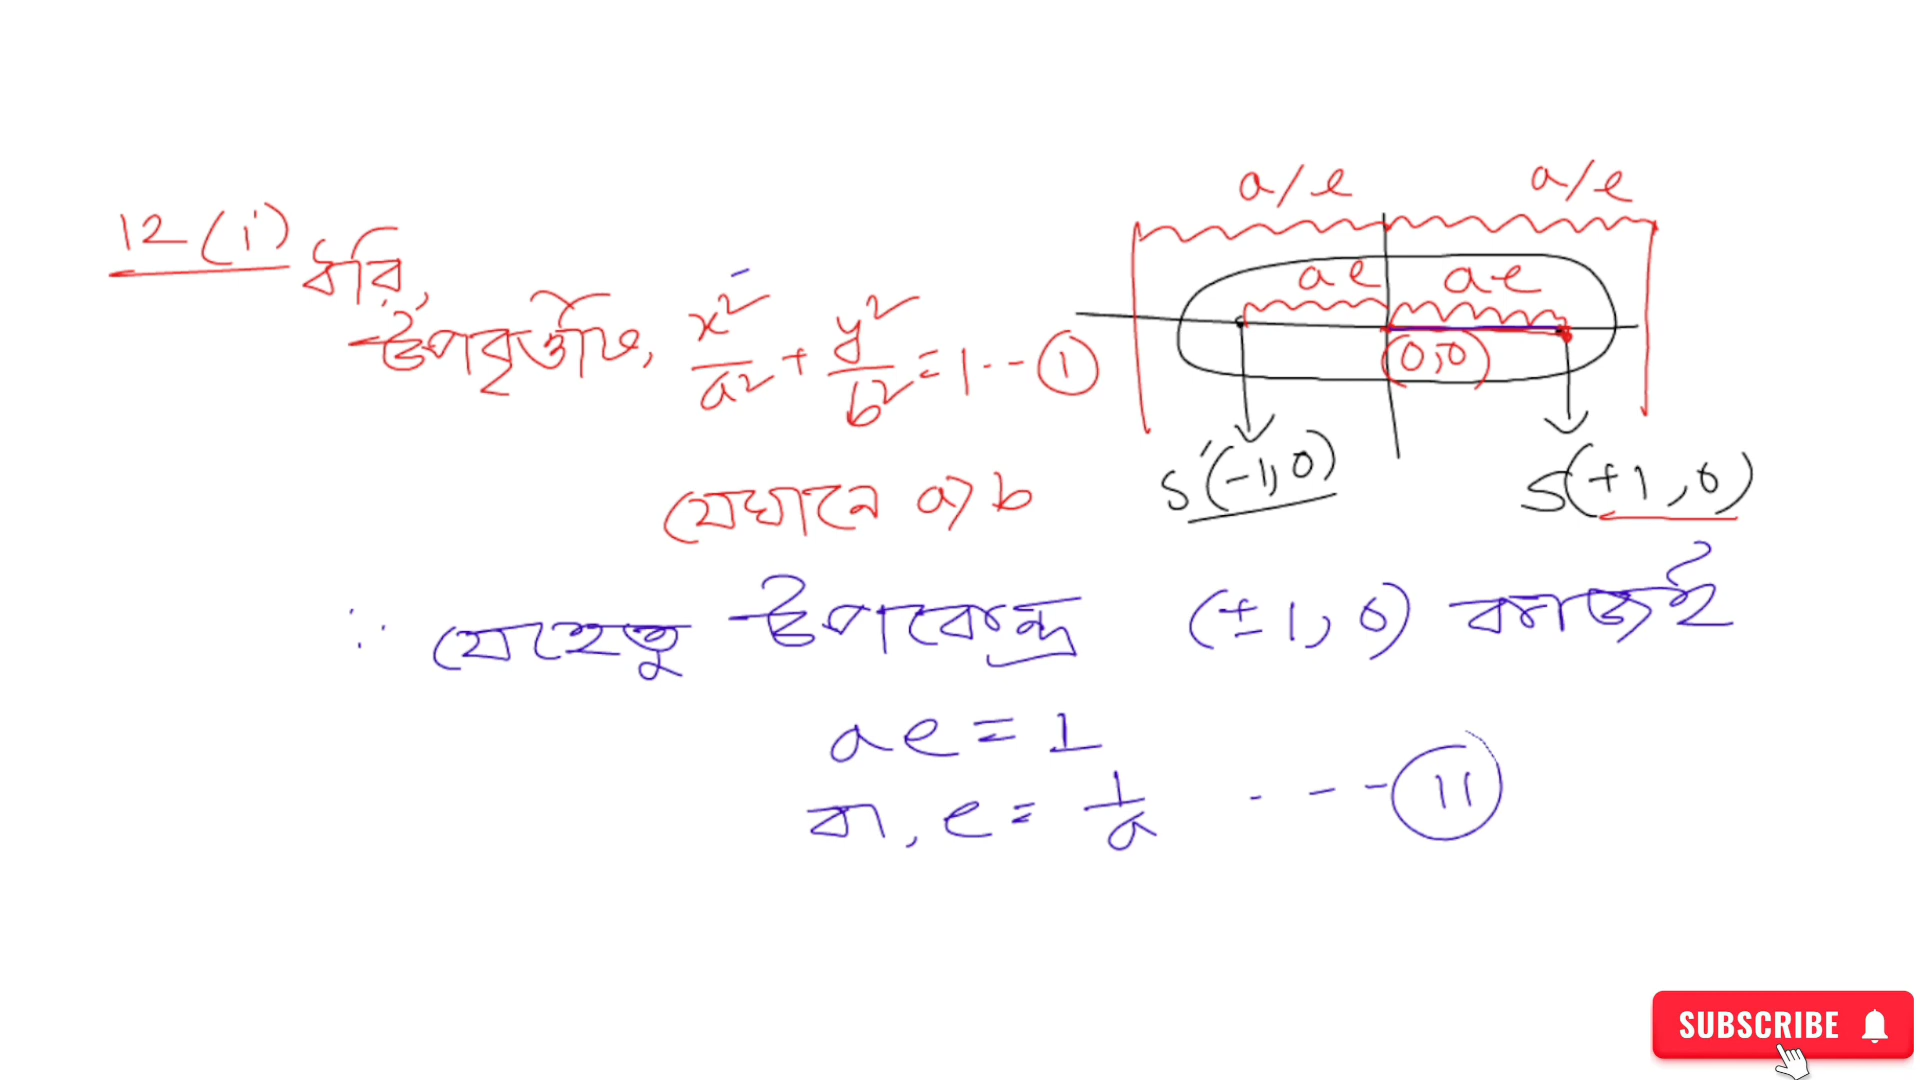 12 (i) ধরি,
উপবৃত্তটি, x²/a² + y²/b² = 1 -- (1)
যেখানে a > b
a/e a/e
ae ae
(0,0)
S'(-1,0) S(+1,0)
∵ যেহেতু উপকেন্দ্র (±1, 0) কাজেই
ae = 1
বা, e = 1/a ---- (11)
SUBSCRIBE